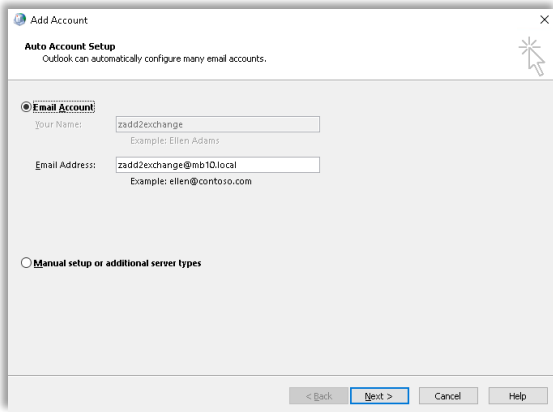 Add Account
Auto Account Setup
Outlook can automatically configure many email accounts.
Email Account
Your Name: zadd2exchange
Example: Ellen Adams
Email Address: zadd2exchange@mb10.local
Example: ellen@contoso.com
Manual setup or additional server types
< Back Next > Cancel Help